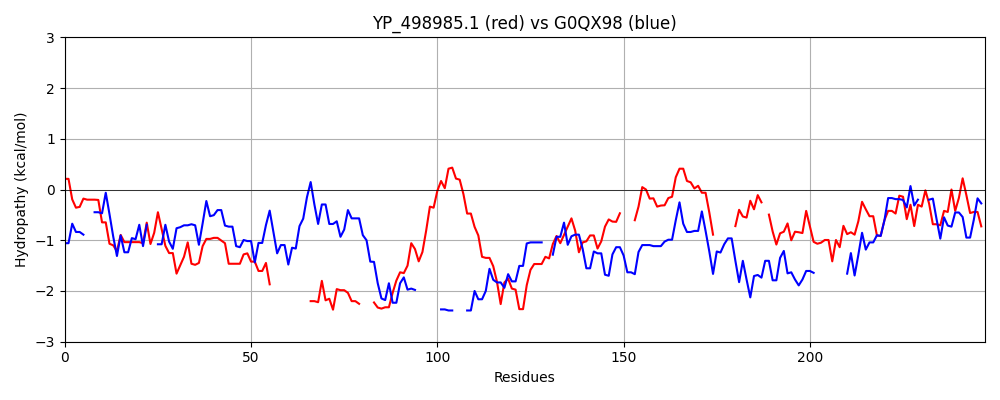 YP_498985.1 (red) vs G0QX98 (blue)
3
2
1
0
−1
−2
−3
Hydropathy (kcal/mol)
0 50 100 150 200
Residues